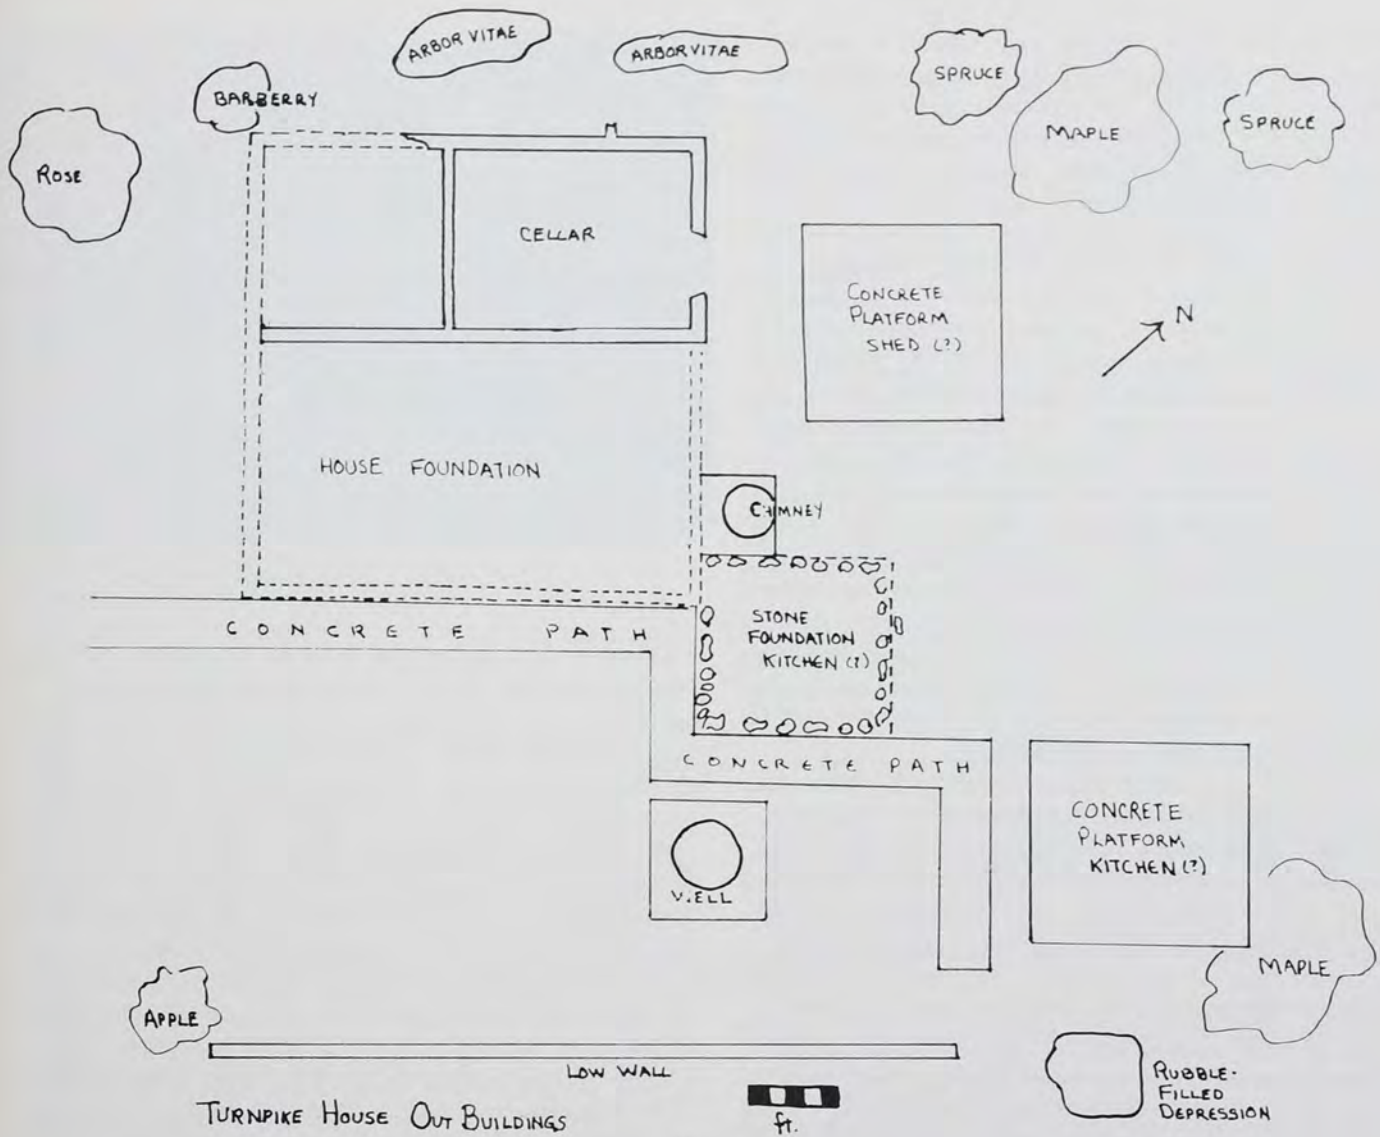 ARBOR VITAE
ARBORVITAE
SPRUCE
BARBERRY
MAPLE
SPRUCE
ROSE
CELLAR
CONCRETE
PLATFORM
SHED (?)
N
HOUSE FOUNDATION
CHIMNEY
STONE
FOUNDATION
KITCHEN (?)
CONCRETE PATH
CONCRETE PATH
CONCRETE
PLATFORM
KITCHEN (?)
WELL
MAPLE
APPLE
LOW WALL
RUBBLE-
FILLED
DEPRESSION
TURNPIKE HOUSE OUT BUILDINGS
ft.